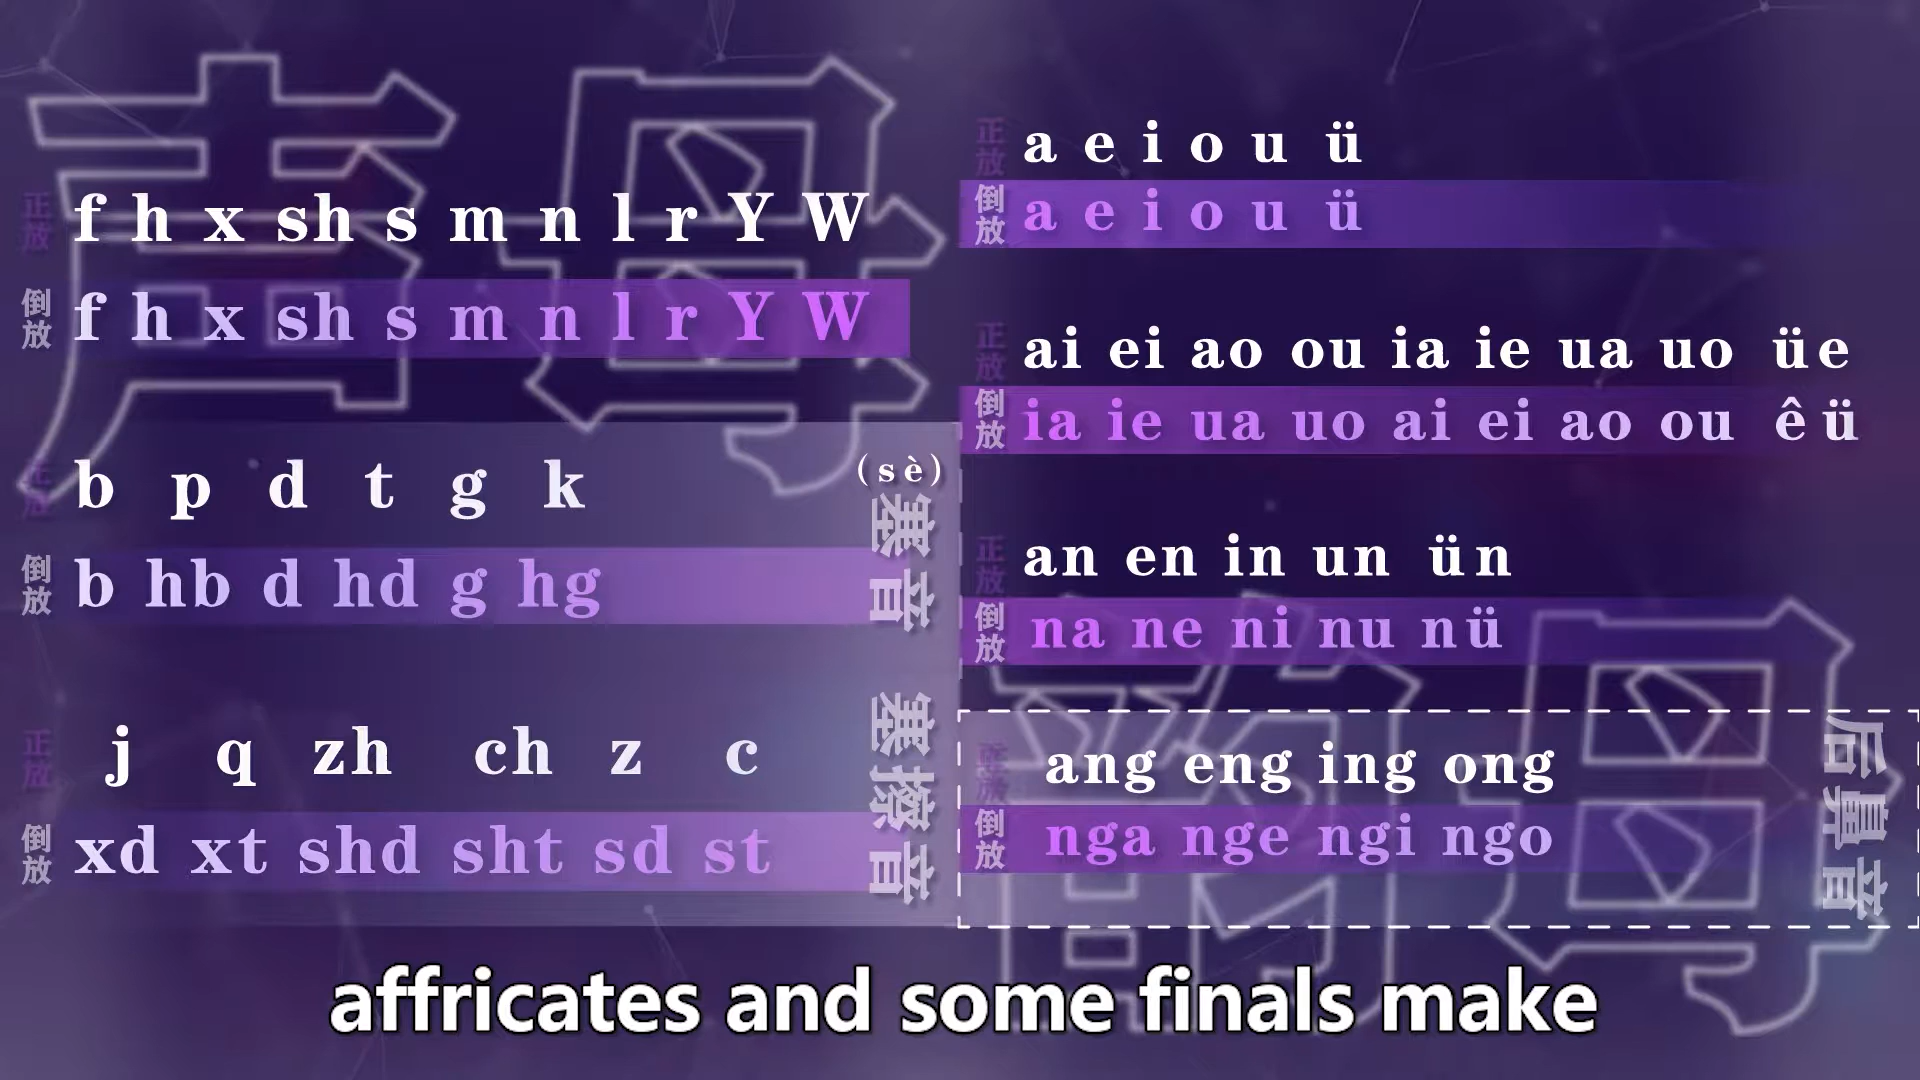 声母
正放 f h x sh s m n l r Y W
倒放 f h x sh s m n l r Y W
正放 b p d t g k
倒放 b hb d hd g hg
(sè)
塞音
正放 j q zh ch z c
倒放 xd xt shd sht sd st
塞擦音
正放 a e i o u ü
倒放 a e i o u ü
正放 ai ei ao ou ia ie ua uo üe
倒放 ia ie ua uo ai ei ao ou êü
正放 an en in un ün
倒放 na ne ni nu nü
韵母
正放 ang eng ing ong
倒放 nga nge ngi ngo
后鼻音
affricates and some finals make